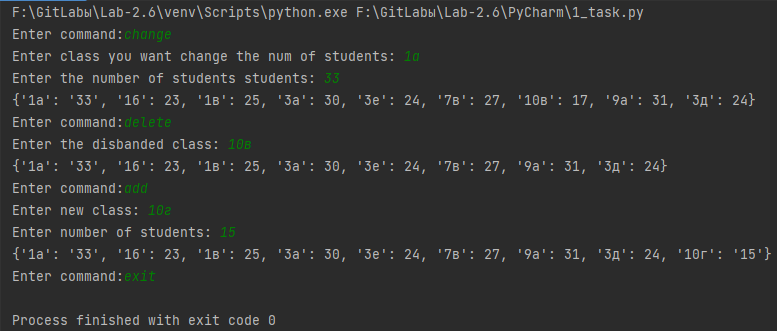 F:\GitLabы\Lab-2.6\venv\Scripts\python.exe F:\GitLabы\Lab-2.6\PyCharm\1_task.py
Enter command:change
Enter class you want change the num of students: 1а
Enter the number of students students: 33
{'1а': '33', '1б': 23, '1в': 25, '3а': 30, '3е': 24, '7в': 27, '10в': 17, '9а': 31, '3д': 24}
Enter command:delete
Enter the disbanded class: 10в
{'1а': '33', '1б': 23, '1в': 25, '3а': 30, '3е': 24, '7в': 27, '9а': 31, '3д': 24}
Enter command:add
Enter new class: 10г
Enter number of students: 15
{'1а': '33', '1б': 23, '1в': 25, '3а': 30, '3е': 24, '7в': 27, '9а': 31, '3д': 24, '10г': '15'}
Enter command:exit
Process finished with exit code 0